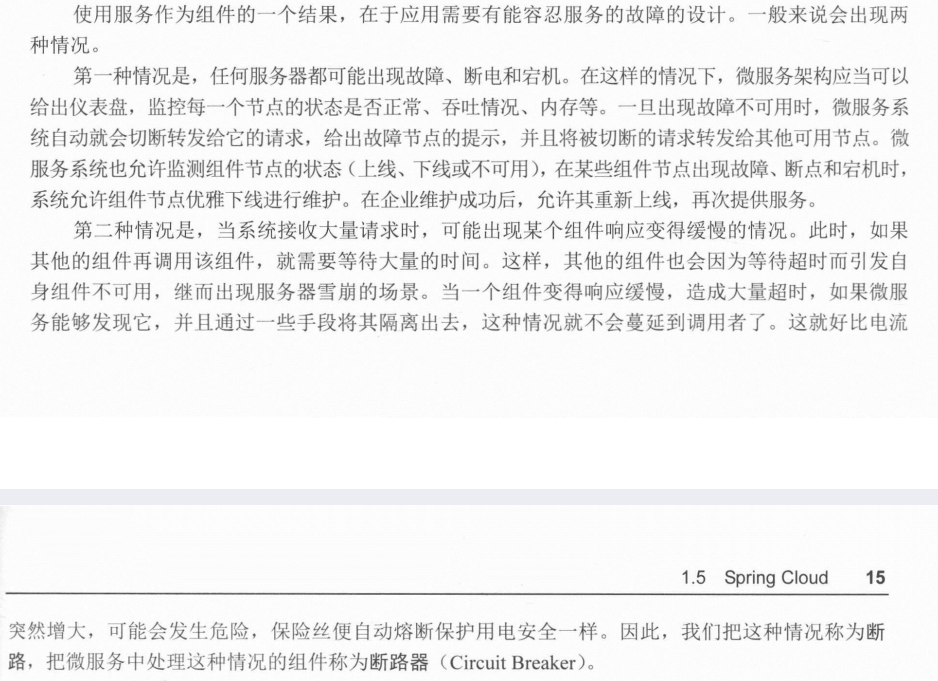 使用服务作为组件的一个结果，在于应用需要有能容忍服务的故障的设计。一般来说会出现两
种情况。
第一种情况是，任何服务器都可能出现故障、断电和宕机。在这样的情况下，微服务架构应当可以
给出仪表盘，监控每一个节点的状态是否正常、吞吐情况、内存等。一旦出现故障不可用时，微服务系
统自动就会切断转发给它的请求，给出故障节点的提示，并且将被切断的请求转发给其他可用节点。微
服务系统也允许监测组件节点的状态（上线、下线或不可用），在某些组件节点出现故障、断点和宕机时，
系统允许组件节点优雅下线进行维护。在企业维护成功后，允许其重新上线，再次提供服务。
第二种情况是，当系统接收大量请求时，可能出现某个组件响应变得缓慢的情况。此时，如果
其他的组件再调用该组件，就需要等待大量的时间。这样，其他的组件也会因为等待超时而引发自
身组件不可用，继而出现服务器雪崩的场景。当一个组件变得响应缓慢，造成大量超时，如果微服
务能够发现它，并且通过一些手段将其隔离出去，这种情况就不会蔓延到调用者了。这就好比电流
1.5 Spring Cloud 15
突然增大，可能会发生危险，保险丝便自动熔断保护用电安全一样。因此，我们把这种情况称为断
路，把微服务中处理这种情况的组件称为断路器（Circuit Breaker）。